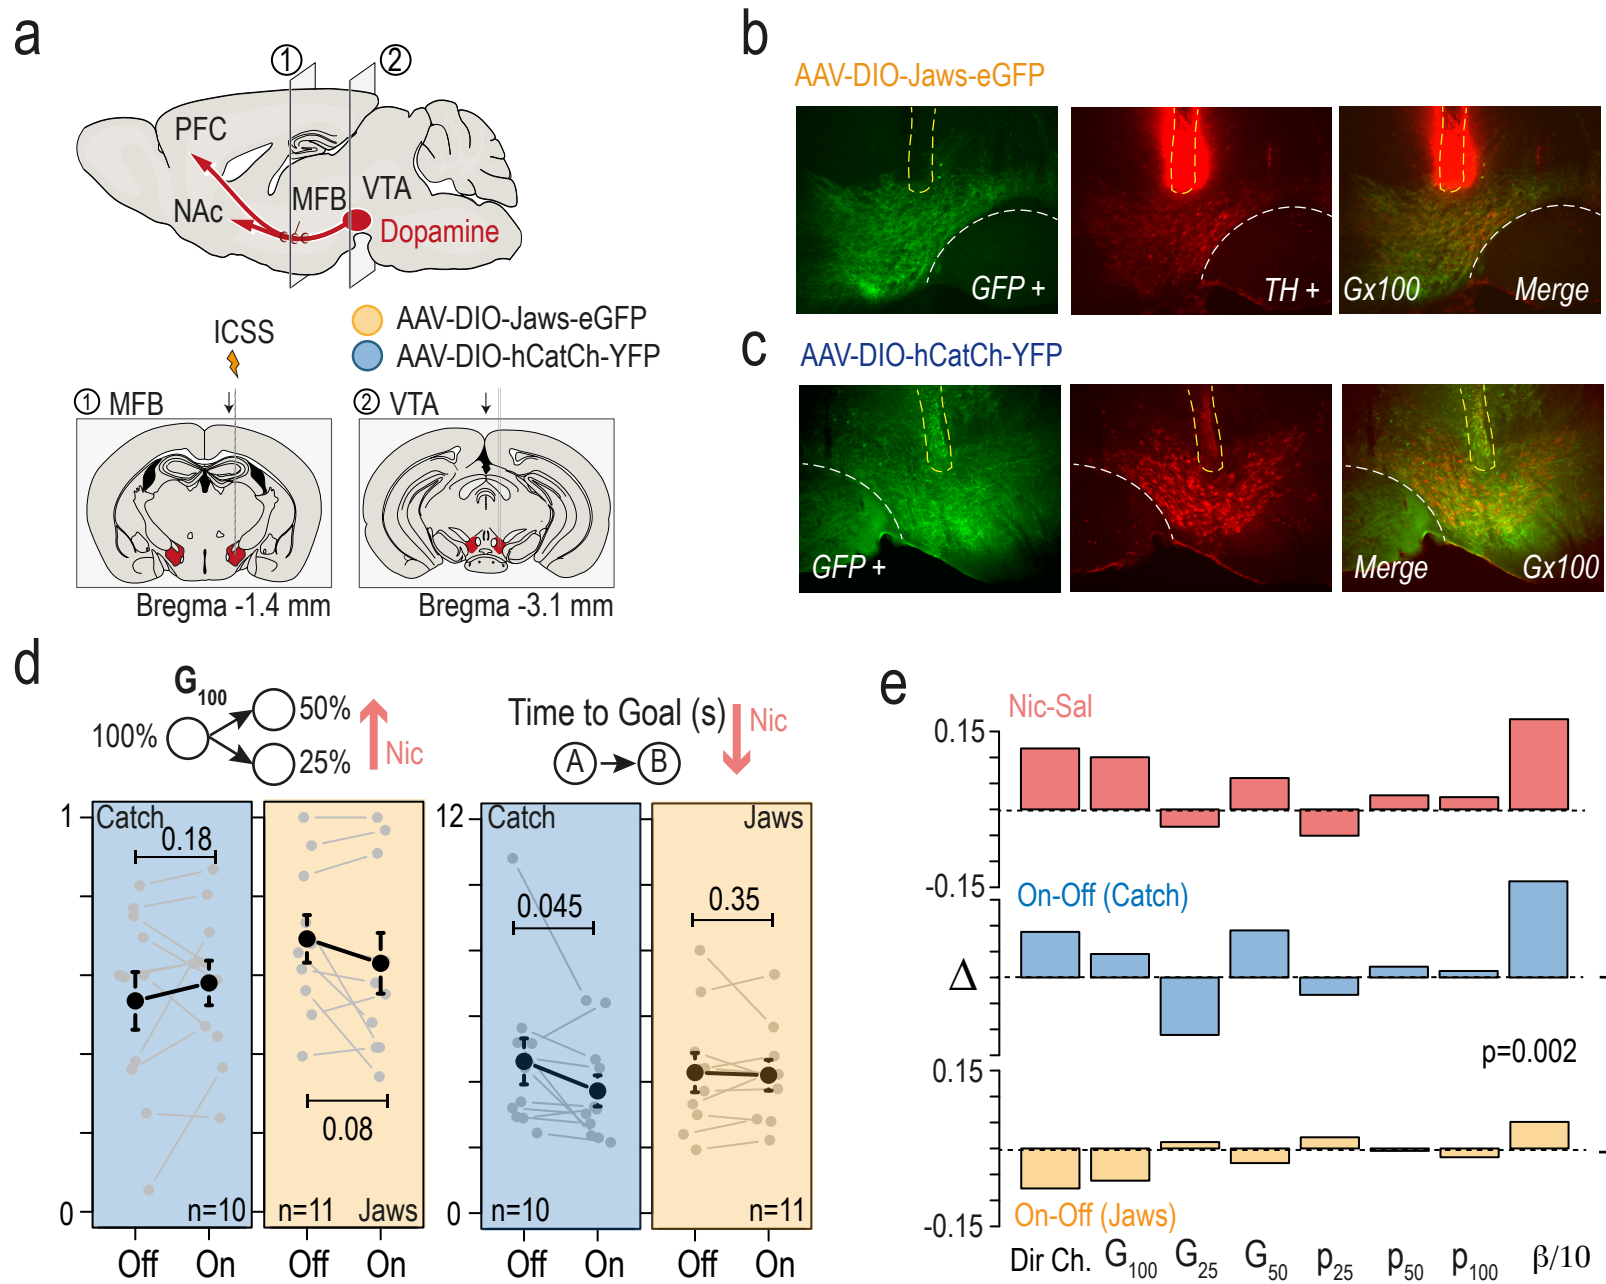 a
① ②
PFC
NAc
MFB VTA
Dopamine
AAV-DIO-Jaws-eGFP
AAV-DIO-hCatCh-YFP
ICSS
① MFB
② VTA
Bregma -1.4 mm
Bregma -3.1 mm
b
AAV-DIO-Jaws-eGFP
GFP +
TH +
Gx100 Merge
c
AAV-DIO-hCatCh-YFP
GFP +
Merge Gx100
d
G100
100%
50%
25%
Nic
Time to Goal (s)
A B
Nic
1
0
Catch
0.18
n=10
0.08
n=11 Jaws
Off On Off On
12
0
Catch
0.045
n=10
Jaws
0.35
n=11
Off On Off On
e
Nic-Sal
0.15
-0.15
On-Off (Catch)
Δ
p=0.002
0.15
-0.15
On-Off (Jaws)
Dir Ch. G100 G25 G50 p25 p50 p100 β/10